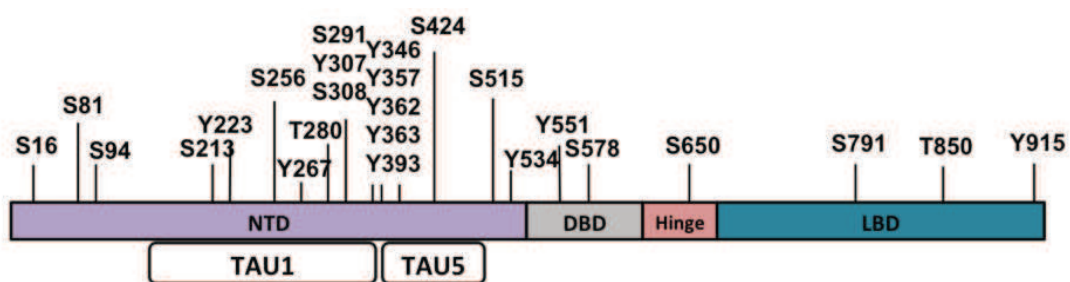 S16
S81
S94
S213
Y223
S256
Y267
T280
S291
Y307
S308
Y346
Y357
Y362
Y363
Y393
S424
S515
Y534
Y551
S578
S650
S791
T850
Y915
NTD
DBD
Hinge
LBD
TAU1
TAU5